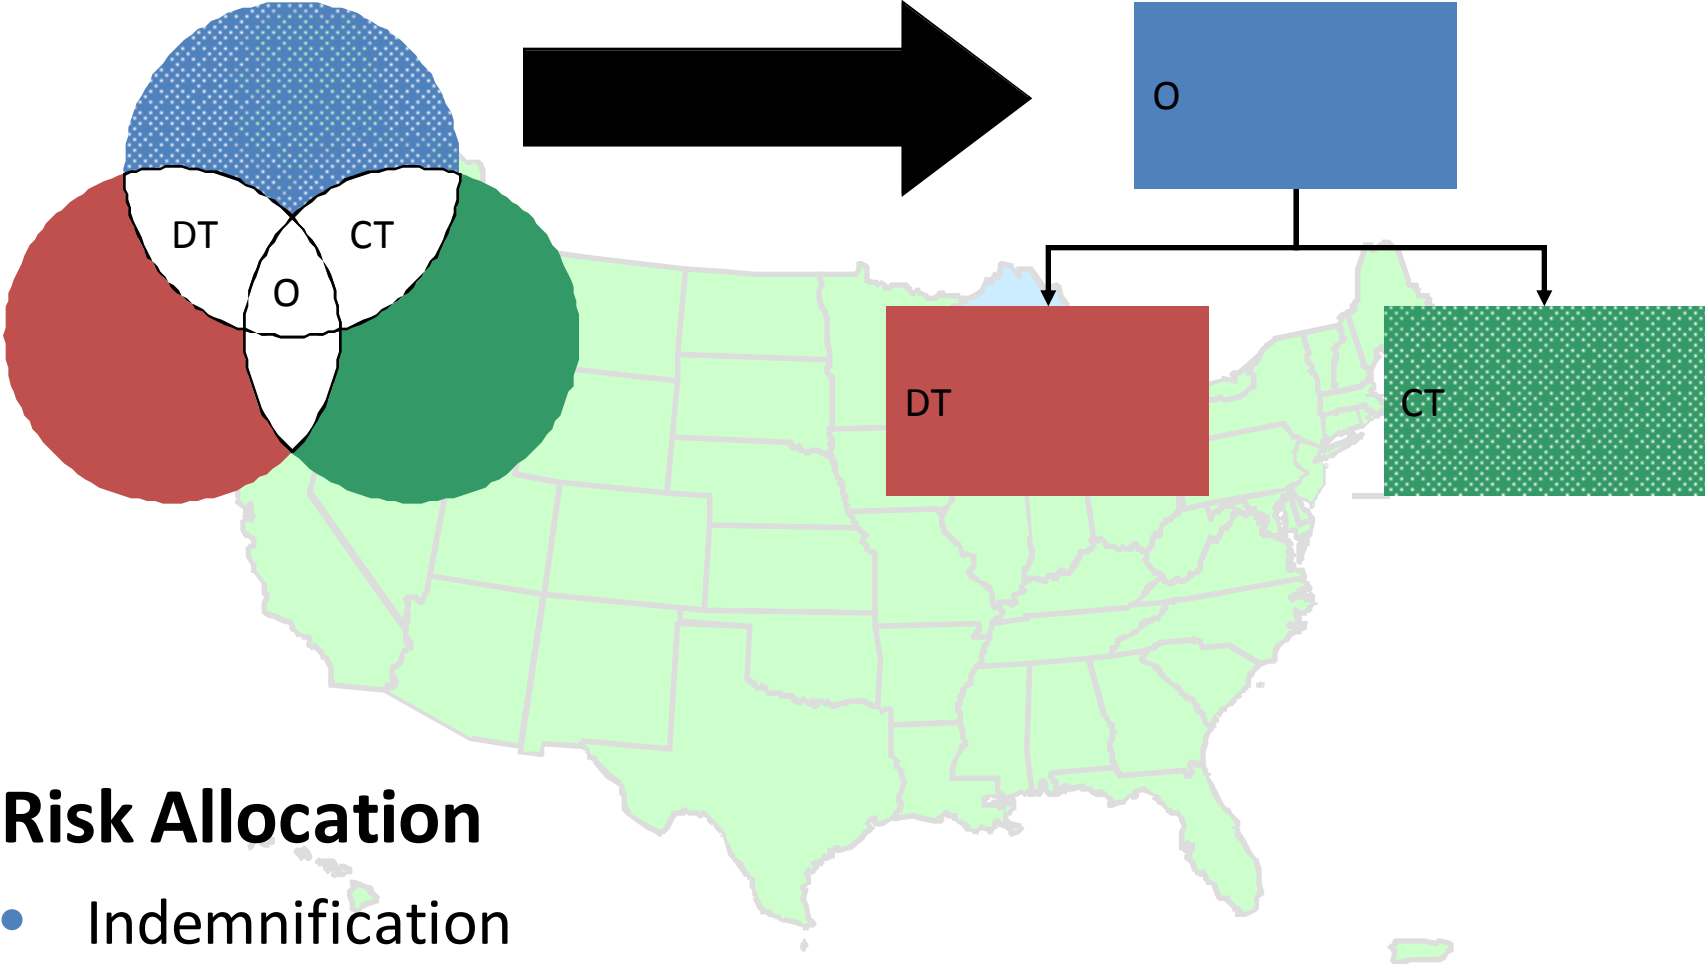 O
DT
CT
O
DT
CT
Risk Allocation
• Indemnification